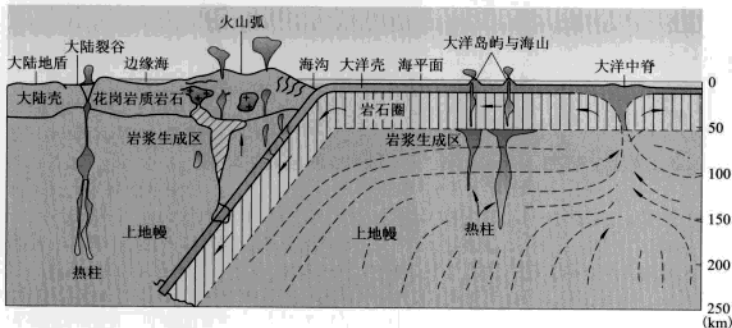 火山弧
大陆裂谷
大洋岛屿与海山
大陆地盾
边缘海
海沟
大洋壳
海平面
大洋中脊
大陆壳
花岗岩质岩石
岩石圈
岩浆生成区
岩浆生成区
上地幔
上地幔
热柱
热柱
0
50
100
150
200
250
(km)